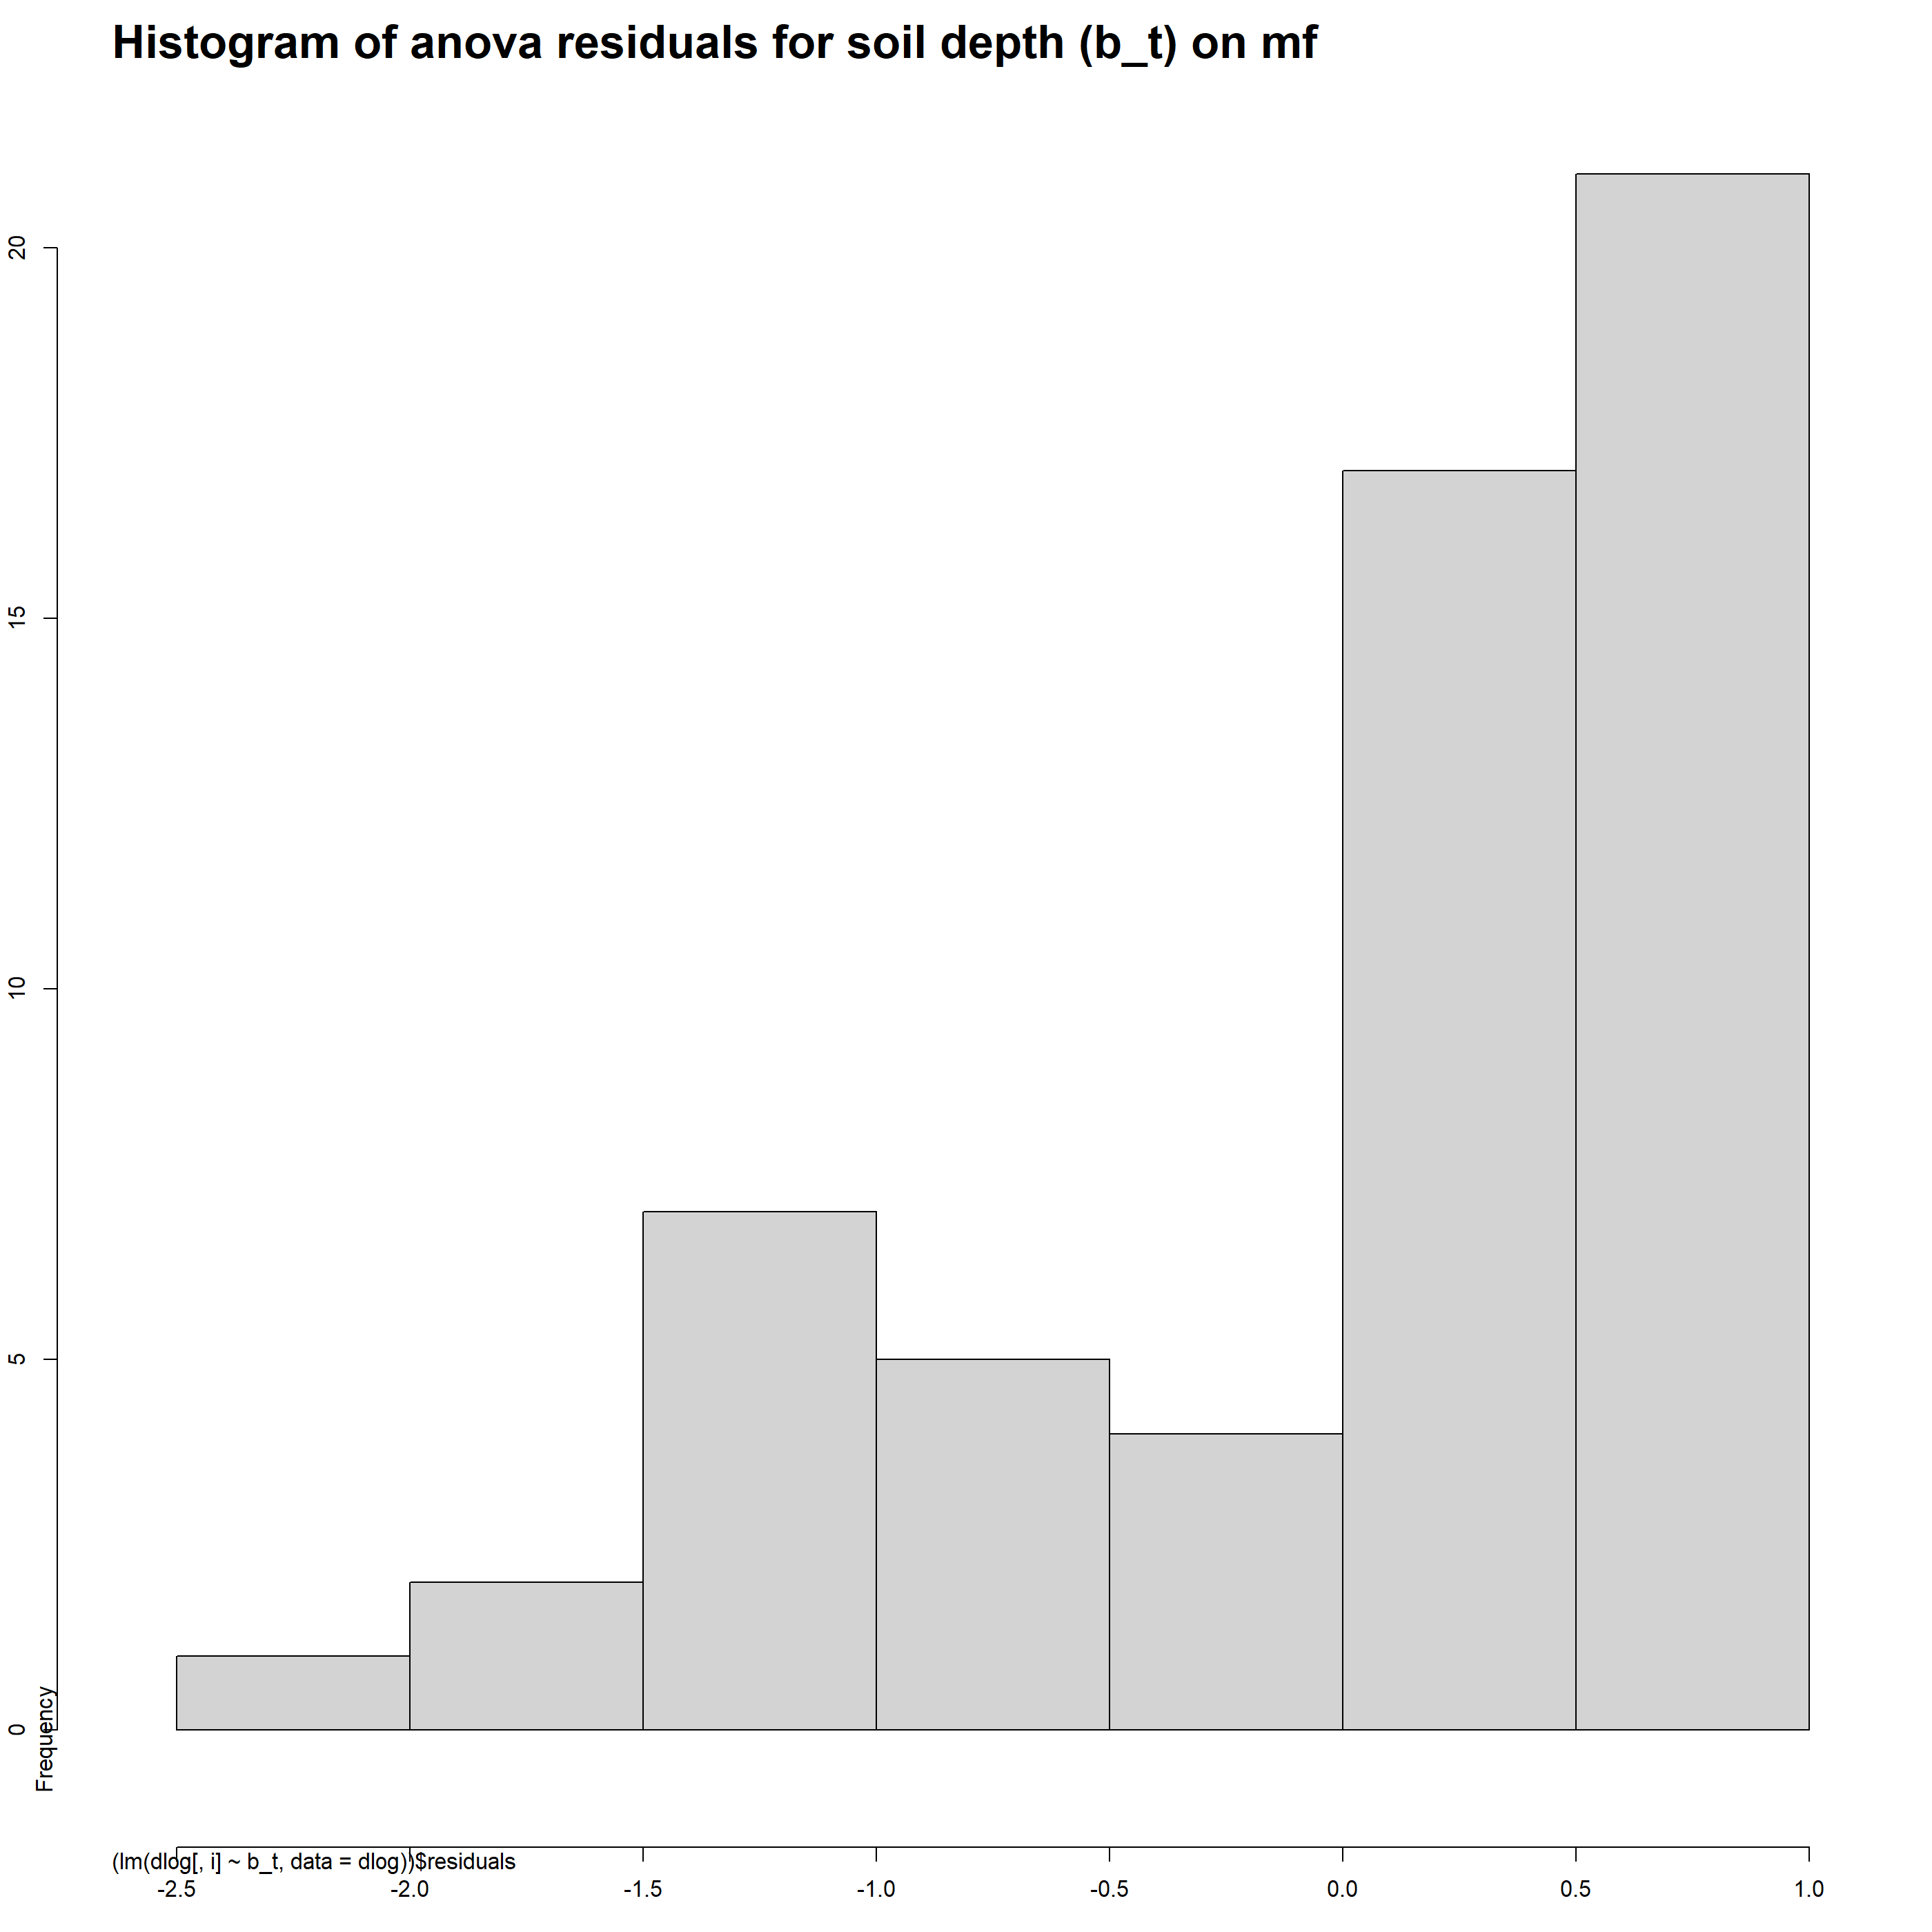 Histogram of anova residuals for soil depth (b_t) on mf
20
15
10
5
0
Frequency
(lm(dlog[, i] ~ b_t, data = dlog))$residuals
-2.5 -2.0 -1.5 -1.0 -0.5 0.0 0.5 1.0